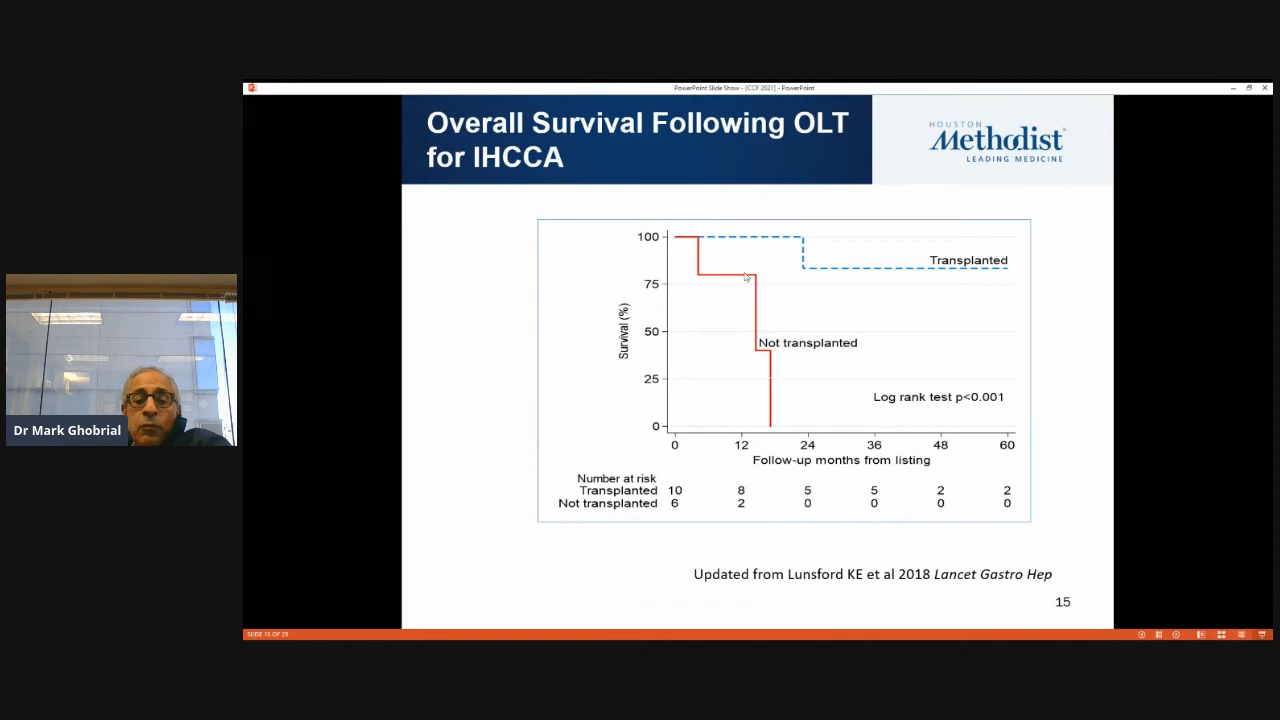 PowerPoint Slide Show - [CCF 2021] - PowerPoint
Overall Survival Following OLT
for IHCCA
HOUSTON
Methodist
LEADING MEDICINE
100
75
50
25
0
Survival (%)
Transplanted
Not transplanted
Log rank test p<0.001
0 12 24 36 48 60
Follow-up months from listing
Number at risk
Transplanted 10 8 5 5 2 2
Not transplanted 6 2 0 0 0 0
Updated from Lunsford KE et al 2018 Lancet Gastro Hep
15
Dr Mark Ghobrial
SLIDE 15 OF 29